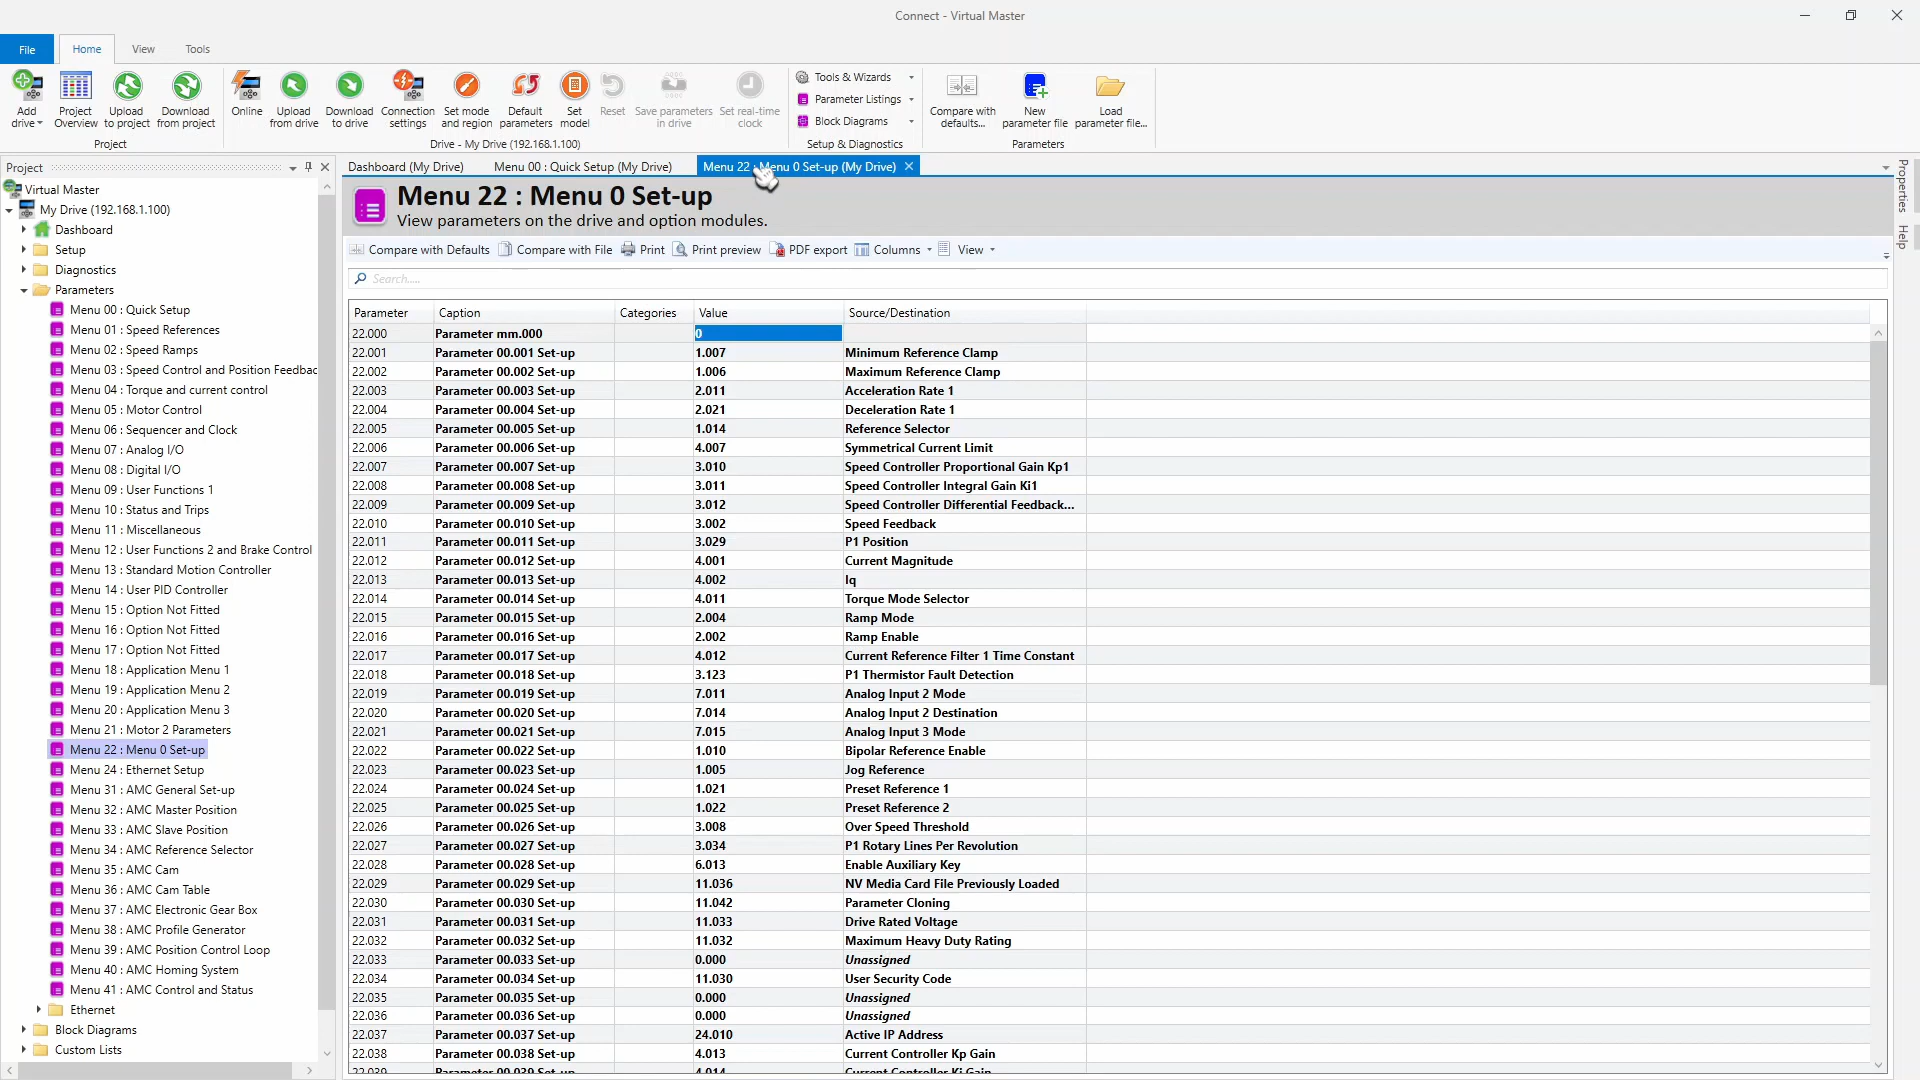 Connect - Virtual Master
File
Home
View
Tools
Add drive
Project Overview
Upload to project
Download from project
Project
Online
Upload from drive
Download to drive
Connection settings
Set mode and region
Default parameters
Set model
Reset
Save parameters in drive
Set real-time clock
Drive - My Drive (192.168.1.100)
Tools & Wizards
Parameter Listings
Block Diagrams
Setup & Diagnostics
Compare with defaults...
New parameter file
Load parameter file...
Parameters
Project
Virtual Master
My Drive (192.168.1.100)
Dashboard
Setup
Diagnostics
Parameters
Menu 00 : Quick Setup
Menu 01 : Speed References
Menu 02 : Speed Ramps
Menu 03 : Speed Control and Position Feedbac
Menu 04 : Torque and current control
Menu 05 : Motor Control
Menu 06 : Sequencer and Clock
Menu 07 : Analog I/O
Menu 08 : Digital I/O
Menu 09 : User Functions 1
Menu 10 : Status and Trips
Menu 11 : Miscellaneous
Menu 12 : User Functions 2 and Brake Control
Menu 13 : Standard Motion Controller
Menu 14 : User PID Controller
Menu 15 : Option Not Fitted
Menu 16 : Option Not Fitted
Menu 17 : Option Not Fitted
Menu 18 : Application Menu 1
Menu 19 : Application Menu 2
Menu 20 : Application Menu 3
Menu 21 : Motor 2 Parameters
Menu 22 : Menu 0 Set-up
Menu 24 : Ethernet Setup
Menu 31 : AMC General Set-up
Menu 32 : AMC Master Position
Menu 33 : AMC Slave Position
Menu 34 : AMC Reference Selector
Menu 35 : AMC Cam
Menu 36 : AMC Cam Table
Menu 37 : AMC Electronic Gear Box
Menu 38 : AMC Profile Generator
Menu 39 : AMC Position Control Loop
Menu 40 : AMC Homing System
Menu 41 : AMC Control and Status
Ethernet
Block Diagrams
Custom Lists
Dashboard (My Drive)
Menu 00 : Quick Setup (My Drive)
Menu 22 : Menu 0 Set-up (My Drive)
Menu 22 : Menu 0 Set-up
View parameters on the drive and option modules.
Compare with Defaults
Compare with File
Print
Print preview
PDF export
Columns
View
Search.....
Parameter Caption Categories Value Source/Destination
22.000 Parameter mm.000 0
22.001 Parameter 00.001 Set-up 1.007 Minimum Reference Clamp
22.002 Parameter 00.002 Set-up 1.006 Maximum Reference Clamp
22.003 Parameter 00.003 Set-up 2.011 Acceleration Rate 1
22.004 Parameter 00.004 Set-up 2.021 Deceleration Rate 1
22.005 Parameter 00.005 Set-up 1.014 Reference Selector
22.006 Parameter 00.006 Set-up 4.007 Symmetrical Current Limit
22.007 Parameter 00.007 Set-up 3.010 Speed Controller Proportional Gain Kp1
22.008 Parameter 00.008 Set-up 3.011 Speed Controller Integral Gain Ki1
22.009 Parameter 00.009 Set-up 3.012 Speed Controller Differential Feedback...
22.010 Parameter 00.010 Set-up 3.002 Speed Feedback
22.011 Parameter 00.011 Set-up 3.029 P1 Position
22.012 Parameter 00.012 Set-up 4.001 Current Magnitude
22.013 Parameter 00.013 Set-up 4.002 Iq
22.014 Parameter 00.014 Set-up 4.011 Torque Mode Selector
22.015 Parameter 00.015 Set-up 2.004 Ramp Mode
22.016 Parameter 00.016 Set-up 2.002 Ramp Enable
22.017 Parameter 00.017 Set-up 4.012 Current Reference Filter 1 Time Constant
22.018 Parameter 00.018 Set-up 3.123 P1 Thermistor Fault Detection
22.019 Parameter 00.019 Set-up 7.011 Analog Input 2 Mode
22.020 Parameter 00.020 Set-up 7.014 Analog Input 2 Destination
22.021 Parameter 00.021 Set-up 7.015 Analog Input 3 Mode
22.022 Parameter 00.022 Set-up 1.010 Bipolar Reference Enable
22.023 Parameter 00.023 Set-up 1.005 Jog Reference
22.024 Parameter 00.024 Set-up 1.021 Preset Reference 1
22.025 Parameter 00.025 Set-up 1.022 Preset Reference 2
22.026 Parameter 00.026 Set-up 3.008 Over Speed Threshold
22.027 Parameter 00.027 Set-up 3.034 P1 Rotary Lines Per Revolution
22.028 Parameter 00.028 Set-up 6.013 Enable Auxiliary Key
22.029 Parameter 00.029 Set-up 11.036 NV Media Card File Previously Loaded
22.030 Parameter 00.030 Set-up 11.042 Parameter Cloning
22.031 Parameter 00.031 Set-up 11.033 Drive Rated Voltage
22.032 Parameter 00.032 Set-up 11.032 Maximum Heavy Duty Rating
22.033 Parameter 00.033 Set-up 0.000 Unassigned
22.034 Parameter 00.034 Set-up 11.030 User Security Code
22.035 Parameter 00.035 Set-up 0.000 Unassigned
22.036 Parameter 00.036 Set-up 0.000 Unassigned
22.037 Parameter 00.037 Set-up 24.010 Active IP Address
22.038 Parameter 00.038 Set-up 4.013 Current Controller Kp Gain
22.039 Parameter 00.039 Set-up 4.014 Current Controller Ki Gain
Properties
Help